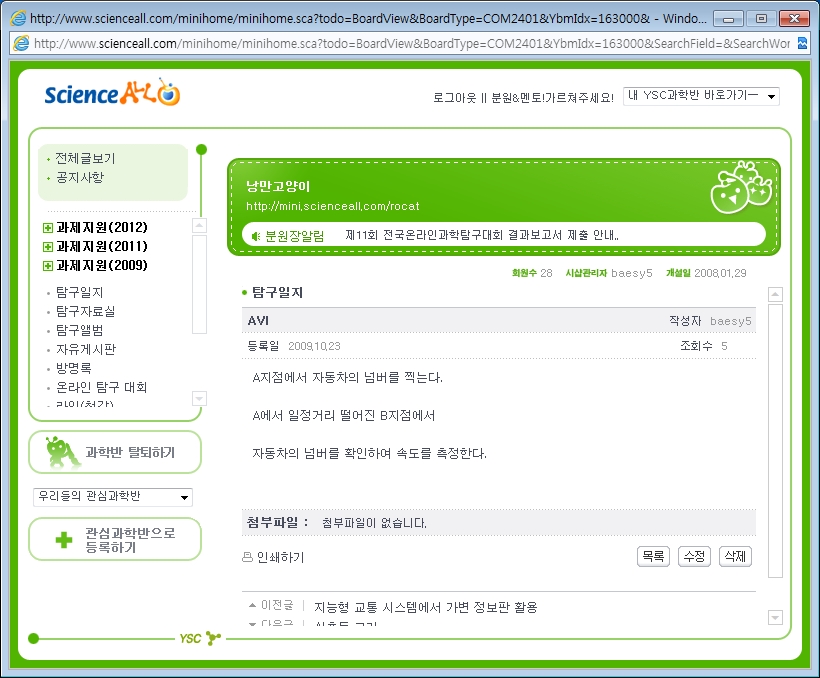 http://www.scienceall.com/minihome/minihome.sca?todo=BoardView&BoardType=COM2401&YbmIdx=163000& - Windo...
http://www.scienceall.com/minihome/minihome.sca?todo=BoardView&BoardType=COM2401&YbmIdx=163000&SearchField=&SearchWor
Science ALL
로그아웃 || 분원&멘토!가르쳐주세요!
내 YSC과학반 바로가기ㅡ
전체글보기
공지사항
과제지원(2012)
과제지원(2011)
과제지원(2009)
탐구일지
탐구자료실
탐구앨범
자유게시판
방명록
온라인 탐구 대회
과학반 탈퇴하기
우리들의 관심과학반
관심과학반으로
등록하기
낭만고양이
http://mini.scienceall.com/rocat
분원장알림 제11회 전국온라인과학탐구대회 결과보고서 제출 안내..
회원수 28 시샵관리자 baesy5 개설일 2008.01.29
탐구일지
AVI 작성자 baesy5
등록일 2009.10.23 조회수 5
A지점에서 자동차의 넘버를 찍는다.
A에서 일정거리 떨어진 B지점에서
자동차의 넘버를 확인하여 속도를 측정한다.
첨부파일 : 첨부파일이 없습니다.
인쇄하기
목록 수정 삭제
이전글 | 지능형 교통 시스템에서 가변 정보판 활용
YSC